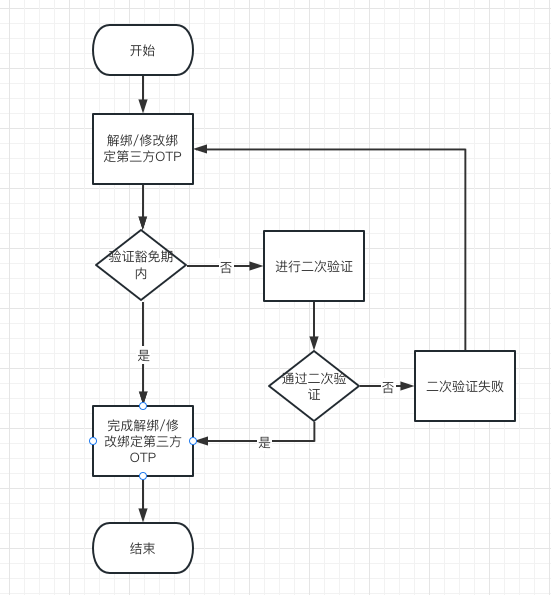 开始
解绑/修改绑
定第三方OTP
验证豁免期
内
否
进行二次验证
是
通过二次验
证
否
二次验证失败
完成解绑/修
改绑定第三方
OTP
是
结束